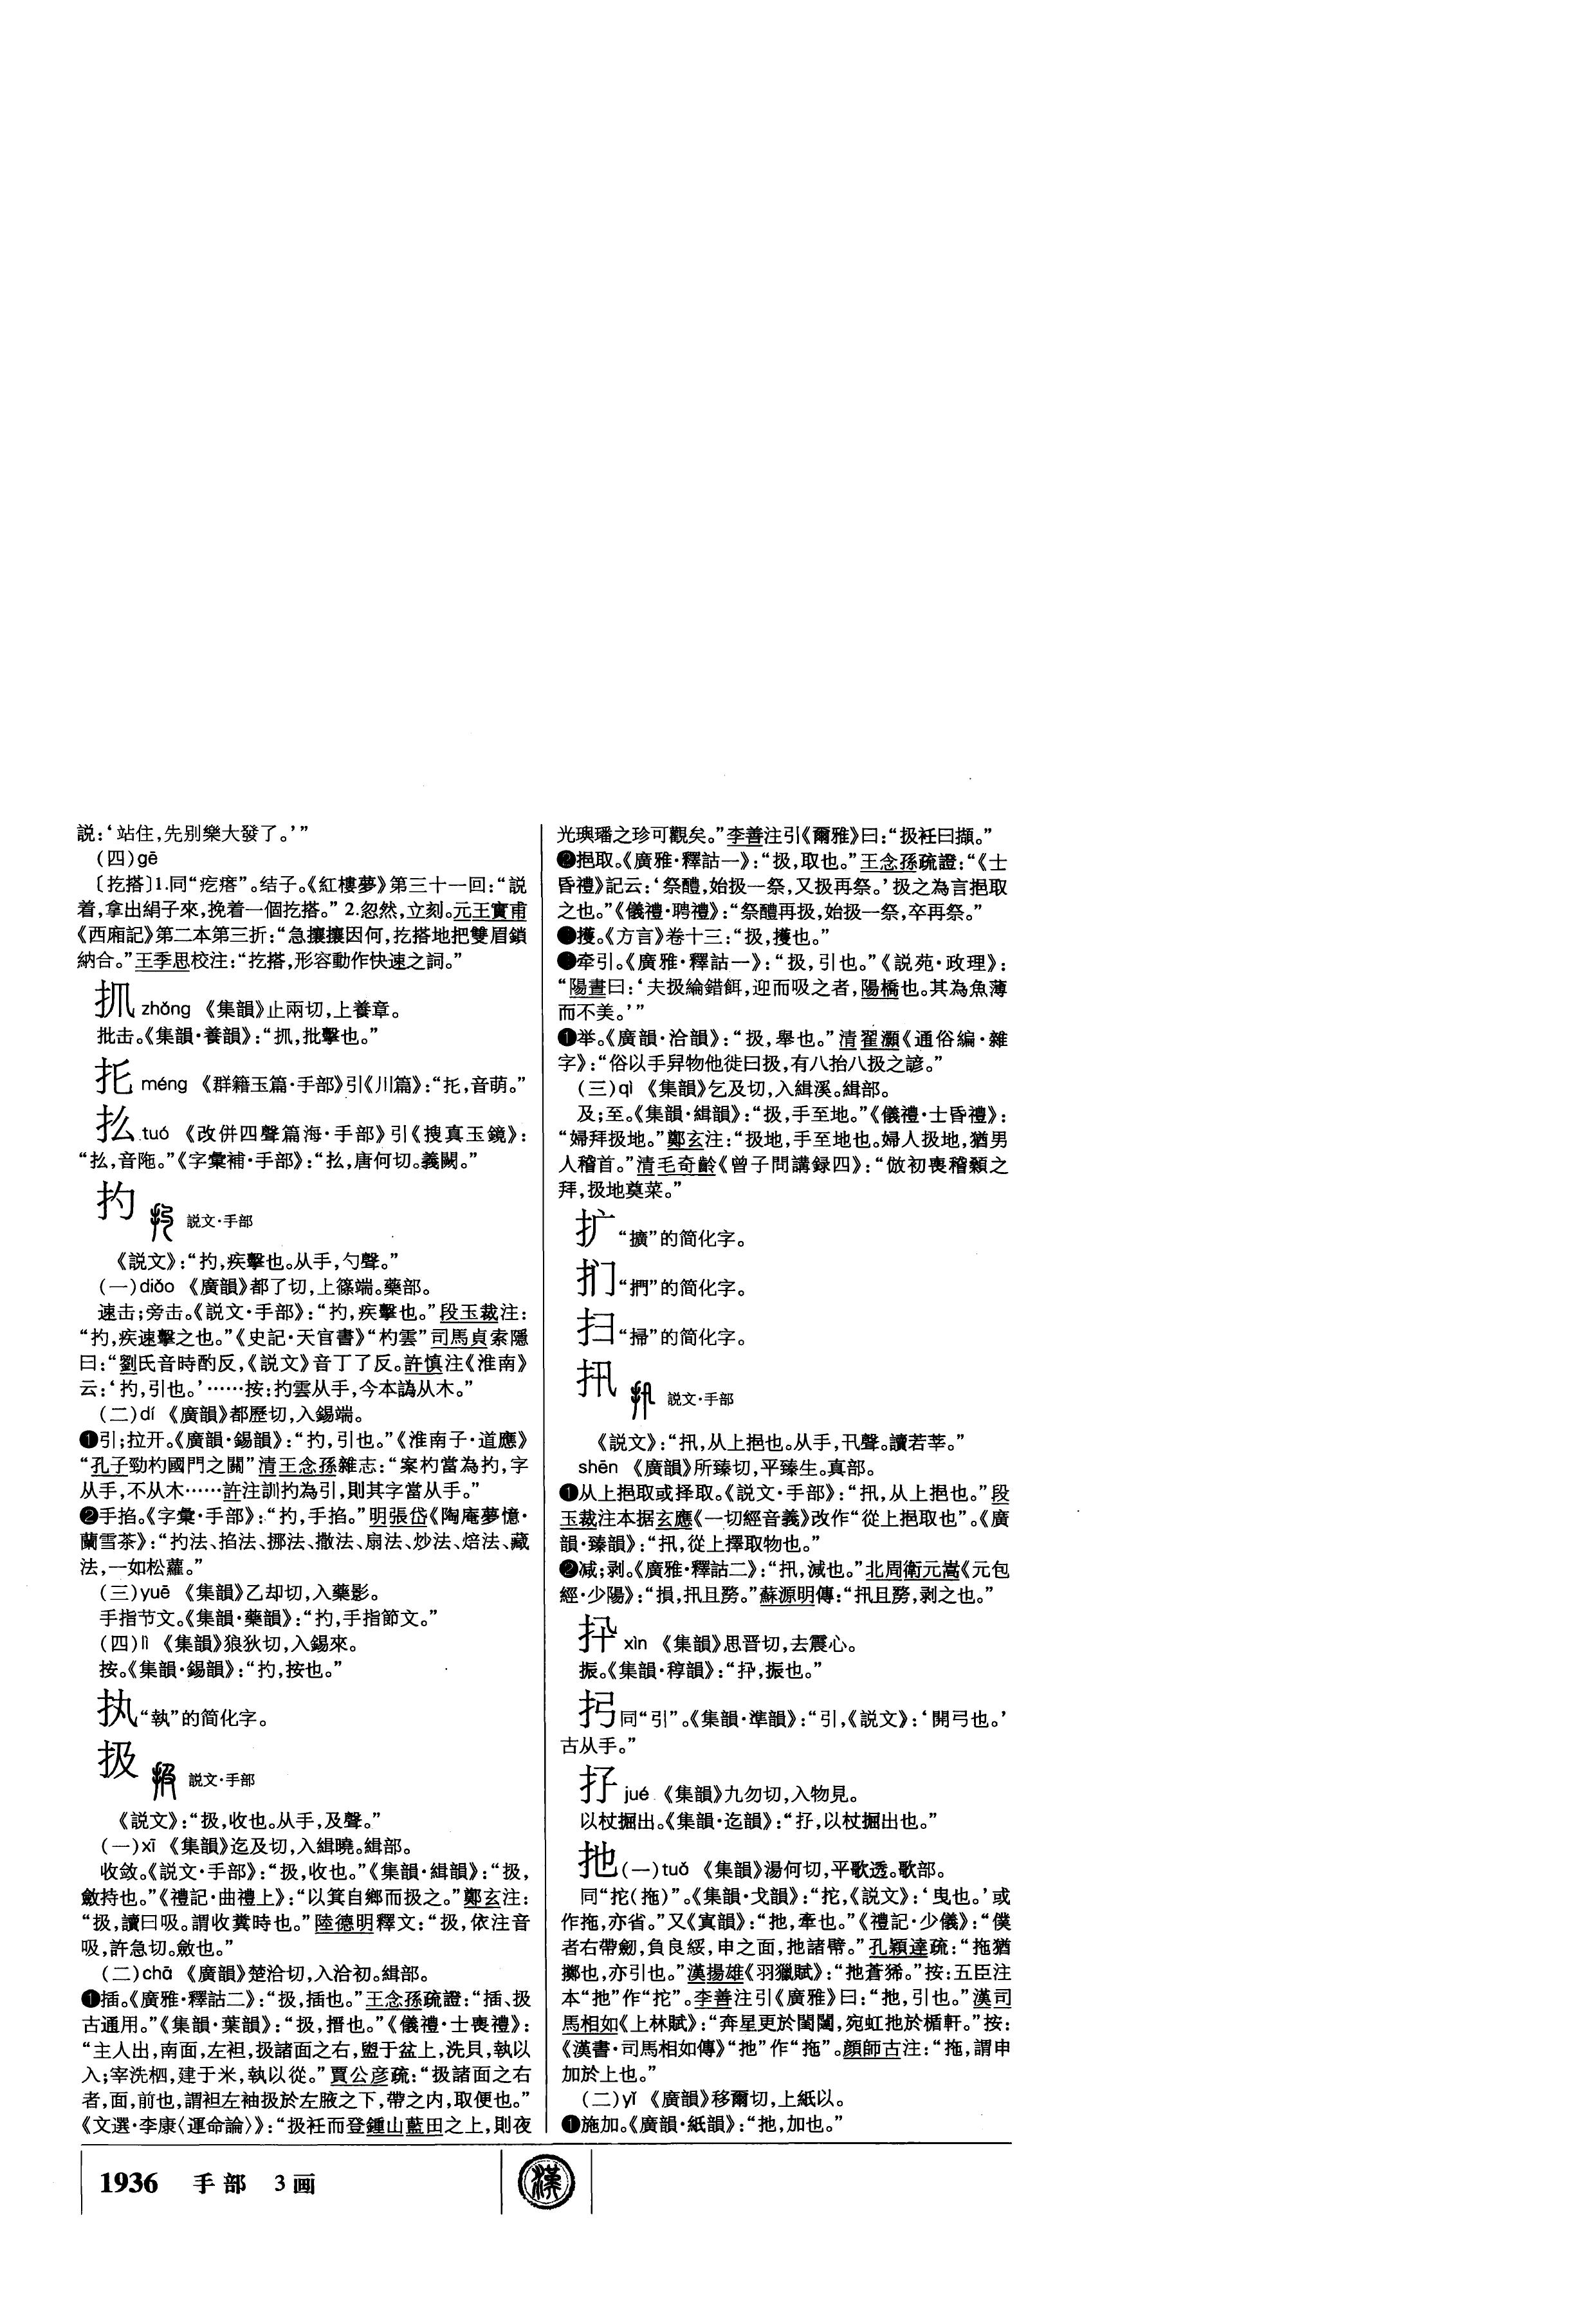 説：‘站住，先别樂大發了。’”
（四）gē
〔扢搭〕1.同“疙瘩”。结子。《紅樓夢》第三十一回：“説
着，拿出絹子來，挽着一個扢搭。” 2.忽然，立刻。元王實甫
《西廂記》第二本第三折：“急攘攘因何，扢搭地把雙眉鎖
納合。”王季思校注：“扢搭，形容動作快速之詞。”
扟 zhǎng 《集韻》止兩切，上養章。
批击。《集韻·養韻》：“，批擊也。”
méng 《群籍玉篇·手部》引《川篇》：“，音萌。”
tuó 《改併四聲篇海·手部》引《搜真玉鏡》：
“，音陁。”《字彙補·手部》：“，唐何切。義闕。”
扚 説文·手部
《説文》：“扚，疾擊也。从手，勺聲。”
（一）diǎo 《廣韻》都了切，上篠端。藥部。
速击；旁击。《説文·手部》：“扚，疾擊也。”段玉裁注：
“扚，疾速擊之也。”《史記·天官書》“杓雲”司馬貞索隱
曰：“劉氏音時酌反，《説文》音丁了反。許慎注《淮南》
云：‘扚，引也。’……按：扚雲从手，今本譌从木。”
（二）dí 《廣韻》都歷切，入錫端。
❶引；拉开。《廣韻·錫韻》：“扚，引也。”《淮南子·道應》
“孔子勁杓國門之關”清王念孫雜志：“案杓當為扚，字
从手，不从木……許注訓扚為引，則其字當从手。”
❷手掐。《字彙·手部》：“扚，手掐。”明張岱《陶庵夢憶·
蘭雪茶》：“扚法、掐法、挪法、撒法、扇法、炒法、焙法、藏
法，一如松蘿。”
（三）yuē 《集韻》乙却切，入藥影。
手指节文。《集韻·藥韻》：“扚，手指節文。”
（四）lì 《集韻》狼狄切，入錫來。
按。《集韻·錫韻》：“扚，按也。”
执“執”的简化字。
扱 説文·手部
《説文》：“扱，收也。从手，及聲。”
（一）xī 《集韻》迄及切，入緝曉。緝部。
收敛。《説文·手部》：“扱，收也。”《集韻·緝韻》：“扱，
斂持也。”《禮記·曲禮上》：“以箕自鄉而扱之。”鄭玄注：
“扱，讀曰吸。謂收糞時也。”陸德明釋文：“扱，依注音
吸，許急切。斂也。”
（二）chā 《廣韻》楚洽切，入洽初。緝部。
❶插。《廣雅·釋詁二》：“扱，插也。”王念孫疏證：“插、扱
古通用。”《集韻·葉韻》：“扱，搢也。”《儀禮·士喪禮》：
“主人出，南面，左袒，扱諸面之右，盥于盆上，洗貝，執以
入；宰洗柶，建于米，執以從。”賈公彦疏：“扱諸面之右
者，面，前也，謂袒左袖扱於左腋之下，帶之内，取便也。”
《文選·李康〈運命論〉》：“扱衽而登鍾山藍田之上，則夜
光璵璠之珍可觀矣。”李善注引《爾雅》曰：“扱衽曰擷。”
❷挹取。《廣雅·釋詁一》：“扱，取也。”王念孫疏證：“《士
昏禮》記云：‘祭醴，始扱一祭，又扱再祭。’扱之為言挹取
之也。”《儀禮·聘禮》：“祭醴再扱，始扱一祭，卒再祭。”
擭。《方言》卷十三：“扱，擭也。”
牽引。《廣雅·釋詁一》：“扱，引也。”《説苑·政理》：
“陽晝曰：‘夫扱綸錯餌，迎而吸之者，陽橋也。其為魚薄
而不美。’”
❶举。《廣韻·洽韻》：“扱，舉也。”清翟灝《通俗編·雜
字》：“俗以手舁物他徙曰扱，有八抬八扱之諺。”
（三）qì 《集韻》乞及切，入緝溪。緝部。
及；至。《集韻·緝韻》：“扱，手至地。”《儀禮·士昏禮》：
“婦拜扱地。”鄭玄注：“扱地，手至地也。婦人扱地，猶男
人稽首。”清毛奇齡《曾子問講録四》：“倣初喪稽顙之
拜，扱地奠菜。”
扩“擴”的简化字。
扪“捫”的简化字。
扫“掃”的简化字。
扟 説文·手部
《説文》：“扟，从上挹也。从手，卂聲。讀若莘。”
shēn 《廣韻》所臻切，平臻生。真部。
❶从上挹取或择取。《説文·手部》：“扟，从上挹也。”段
玉裁注本据玄應《一切經音義》改作“從上挹取也”。《廣
韻·臻韻》：“扟，從上擇取物也。”
❷减；剥。《廣雅·釋詁二》：“扟，減也。”北周衛元嵩《元包
經·少陽》：“損，扟且剺。”蘇源明傳：“扟且剺，剥之也。”
xìn 《集韻》思晋切，去震心。
振。《集韻·稕韻》：“，振也。”
扝同“引”。《集韻·準韻》：“引，《説文》：‘開弓也。’
古从手。”
jué 《集韻》九勿切，入物見。
以杖掘出。《集韻·迄韻》：“，以杖掘出也。”
扡（一）tuō 《集韻》湯何切，平歌透。歌部。
同“拕（拖）”。《集韻·戈韻》：“拕，《説文》：‘曳也。’或
作拖，亦省。”又《寘韻》：“扡，牽也。”《禮記·少儀》：“僕
者右帶劒，負良綏，申之面，扡諸幦。”孔穎達疏：“拖猶
擲也，亦引也。”漢揚雄《羽獵賦》：“扡蒼豨。”按：五臣注
本“扡”作“拕”。李善注引《廣雅》曰：“扡，引也。”漢司
馬相如《上林賦》：“奔星更於閨闥，宛虹扡於楯軒。”按：
《漢書·司馬相如傳》“扡”作“拖”。顔師古注：“拖，謂申
加於上也。”
（二）yǐ 《廣韻》移爾切，上紙以。
❶施加。《廣韻·紙韻》：“扡，加也。”
1936 手部 3画
漢